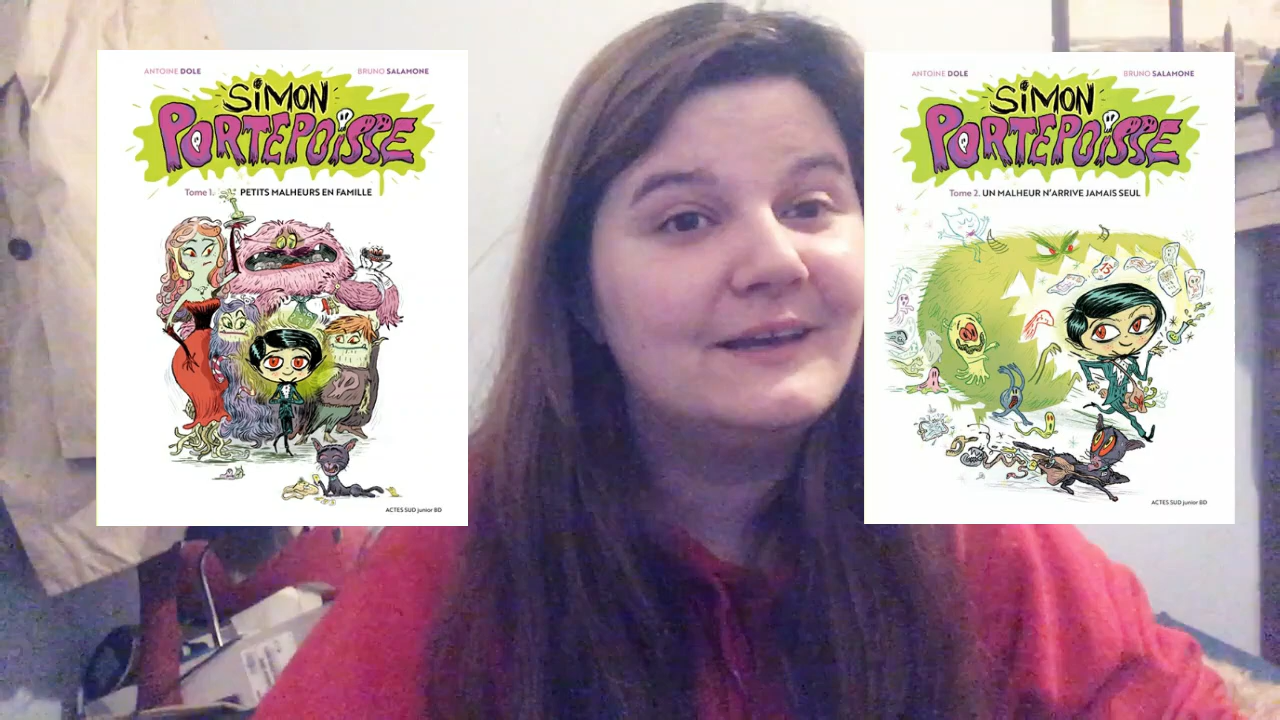 ANTOINE DOLE
BRUNO SALAMONE
SIMON
PORTEPOISSE
Tome 1. PETITS MALHEURS EN FAMILLE
ACTES SUD junior BD
ANTOINE DOLE
BRUNO SALAMONE
SIMON
PORTEPOISSE
Tome 2. UN MALHEUR N'ARRIVE JAMAIS SEUL
ACTES SUD junior BD